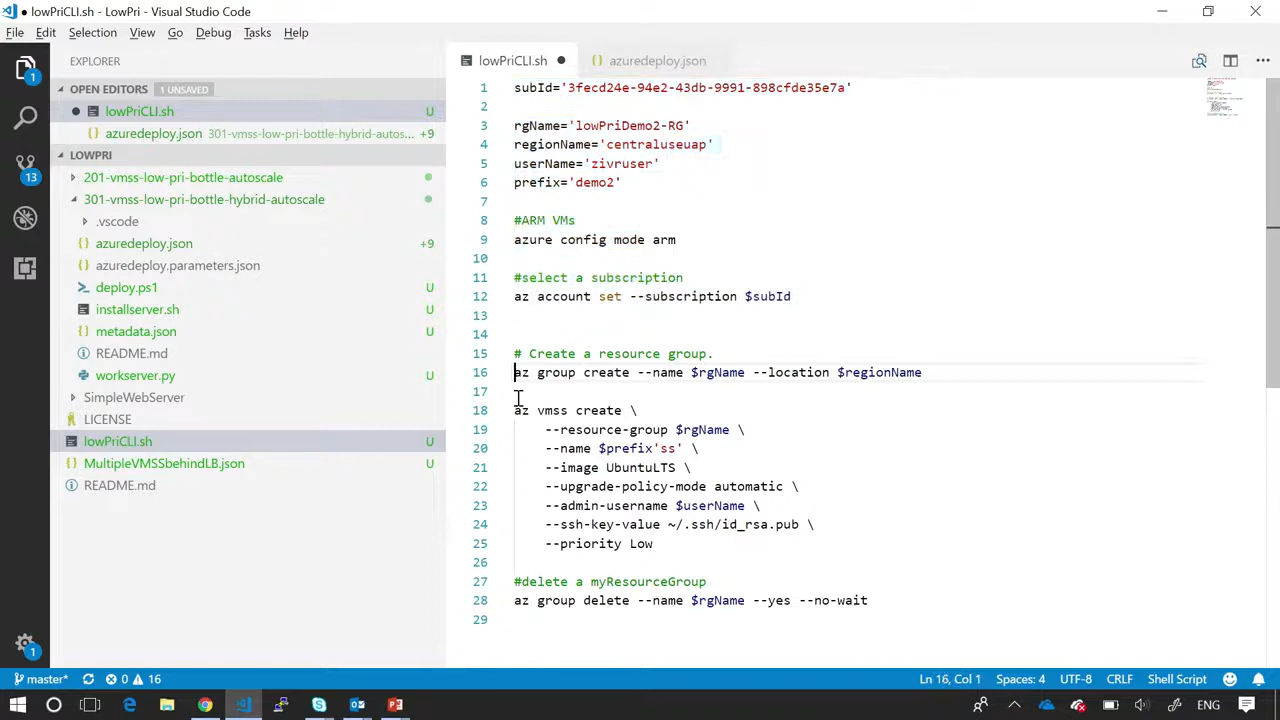 ● lowPriCLI.sh - LowPri - Visual Studio Code
File Edit Selection View Go Debug Tasks Help
EXPLORER
OPEN EDITORS 1 UNSAVED
● lowPriCLI.sh U
azuredeploy.json 301-vmss-low-pri-bottle-hybrid-autos... +9
LOWPRI
201-vmss-low-pri-bottle-autoscale
301-vmss-low-pri-bottle-hybrid-autoscale
.vscode
azuredeploy.json +9
azuredeploy.parameters.json
deploy.ps1 U
installserver.sh U
metadata.json U
README.md
workserver.py U
SimpleWebServer
LICENSE
lowPriCLI.sh U
MultipleVMSSbehindLB.json U
README.md
1
13
1
lowPriCLI.sh ● azuredeploy.json
1 subId='3fecd24e-94e2-43db-9991-898cfde35e7a'
2
3 rgName='lowPriDemo2-RG'
4 regionName='centraluseuap'
5 userName='zivruser'
6 prefix='demo2'
7
8 #ARM VMs
9 azure config mode arm
10
11 #select a subscription
12 az account set --subscription $subId
13
14
15 # Create a resource group.
16 az group create --name $rgName --location $regionName
17
18 az vmss create \
19 --resource-group $rgName \
20 --name $prefix'ss' \
21 --image UbuntuLTS \
22 --upgrade-policy-mode automatic \
23 --admin-username $userName \
24 --ssh-key-value ~/.ssh/id_rsa.pub \
25 --priority Low
26
27 #delete a myResourceGroup
28 az group delete --name $rgName --yes --no-wait
29
master* 0 16 Ln 16, Col 1 Spaces: 4 UTF-8 CRLF Shell Script
ENG